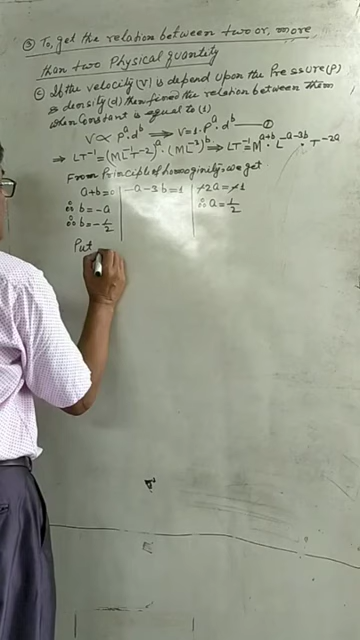 ③ To, get the relation between two or, more
than two Physical quantity
Ⓒ If the velocity (V) is depend upon the Pressure (P)
& density (d) then fined the relation between them
when Constant is equal to (1)
V ∝ P^a . d^b ⟹ V = 1 . P^a . d^b —— ①
⟹ LT^-1 = (ML^-1T^-2)^a . (ML^-3)^b ⟹ LT^-1 = M^a+b . L^-a-3b . T^-2a
From Principle of homoginity, we get
a+b=0 | -a-3b=1 | -2a=-1
∴ b=-a | | ∴ a=1/2
∴ b=-1/2
Put